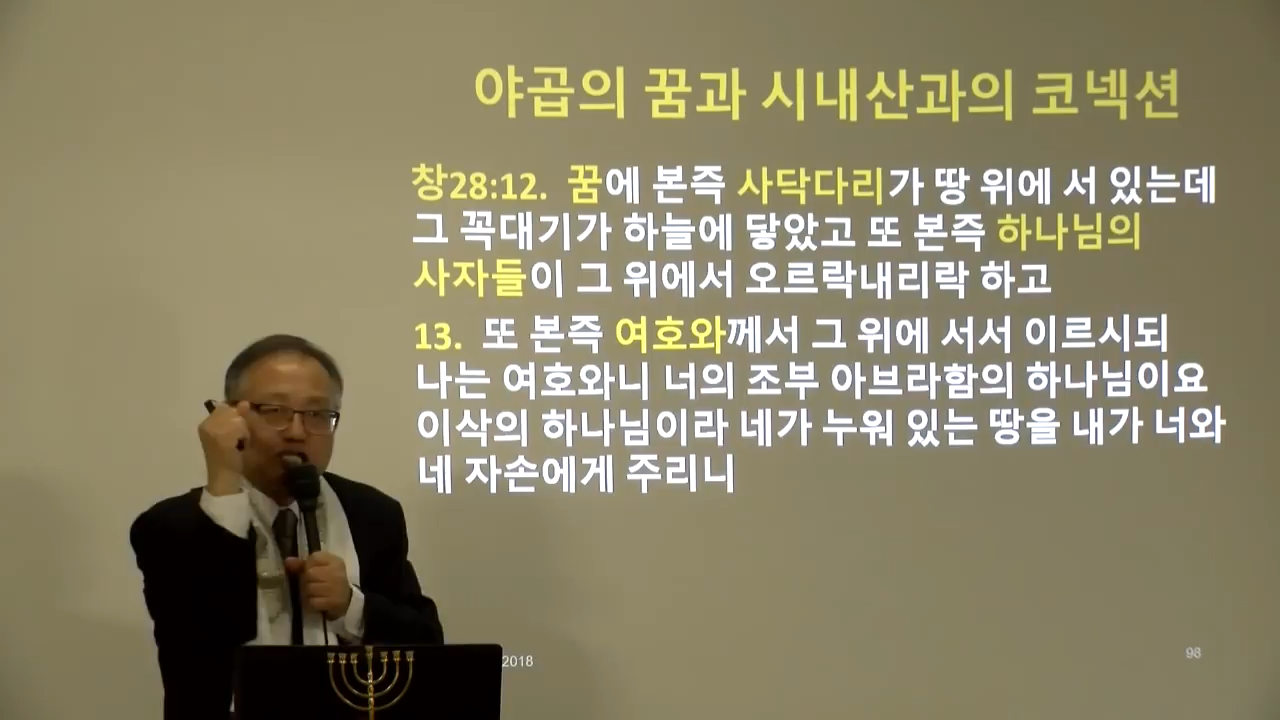 야곱의 꿈과 시내산과의 코넥션
창28:12. 꿈에 본즉 사닥다리가 땅 위에 서 있는데
그 꼭대기가 하늘에 닿았고 또 본즉 하나님의
사자들이 그 위에서 오르락내리락 하고
13. 또 본즉 여호와께서 그 위에 서서 이르시되
나는 여호와니 너의 조부 아브라함의 하나님이요
이삭의 하나님이라 네가 누워 있는 땅을 내가 너와
네 자손에게 주리니
2018
98